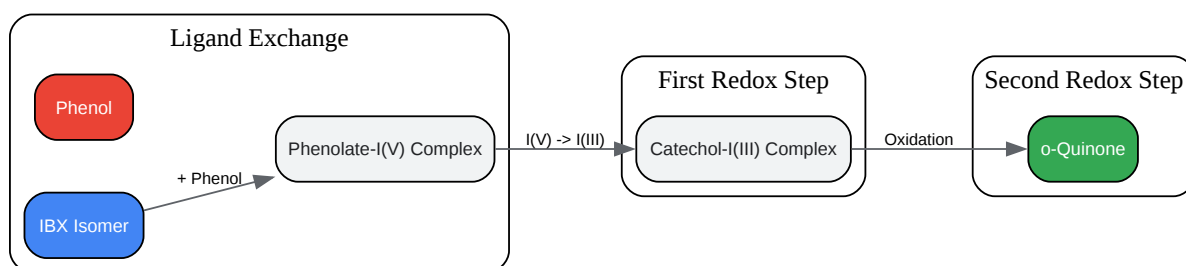 Ligand Exchange
Phenol
IBX Isomer
+ Phenol
Phenolate-I(V) Complex
I(V) -> I(III)
First Redox Step
Catechol-I(III) Complex
Oxidation
Second Redox Step
o-Quinone